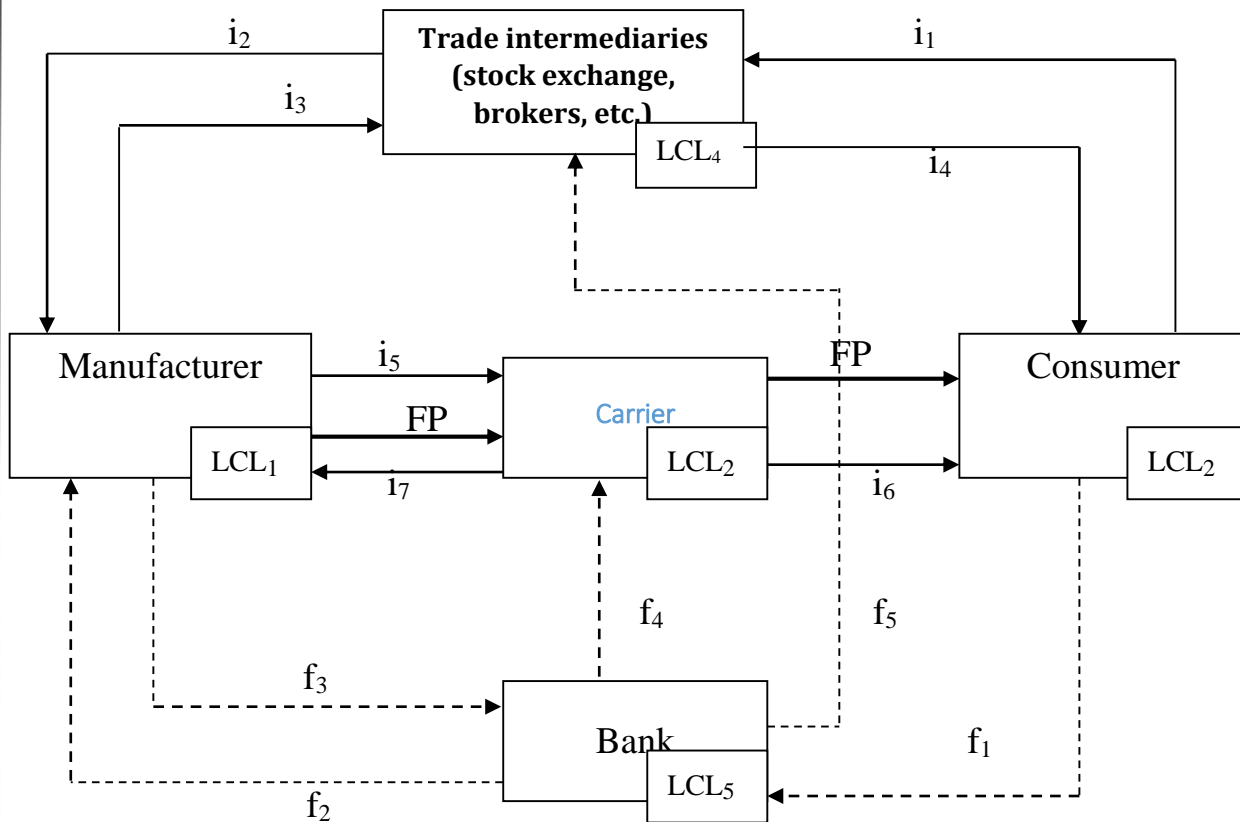 i₂
Trade intermediaries
(stock exchange,
brokers, etc.)
i₁
i₃
LCL₄
i₄
Manufacturer
i₅
FP
Consumer
Carrier
FP
LCL₁
LCL₂
LCL₂
i₇
i₆
f₄
f₅
f₃
Bank
f₁
LCL₅
f₂